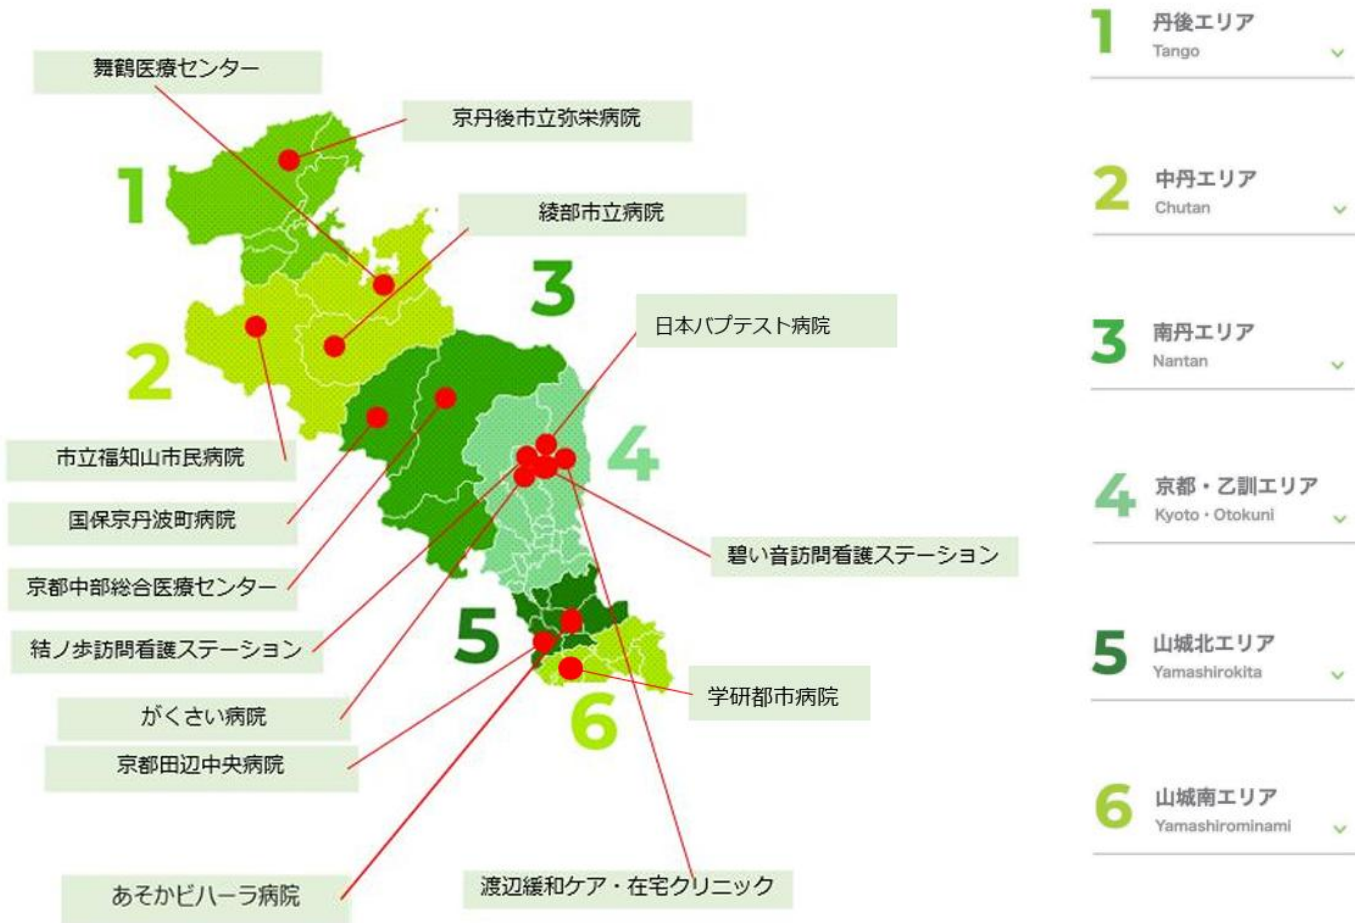 舞鶴医療センター
京丹後市立弥栄病院
1
綾部市立病院
3
日本バプテスト病院
2
4
市立福知山市民病院
国保京丹波町病院
碧い音訪問看護ステーション
京都中部総合医療センター
5
結ノ歩訪問看護ステーション
学研都市病院
がくさい病院
6
京都田辺中央病院
あそかビハーラ病院
渡辺緩和ケア・在宅クリニック
1
丹後エリア
Tango
2
中丹エリア
Chutan
3
南丹エリア
Nantan
4
京都・乙訓エリア
Kyoto・Otokuni
5
山城北エリア
Yamashirokita
6
山城南エリア
Yamashirominami